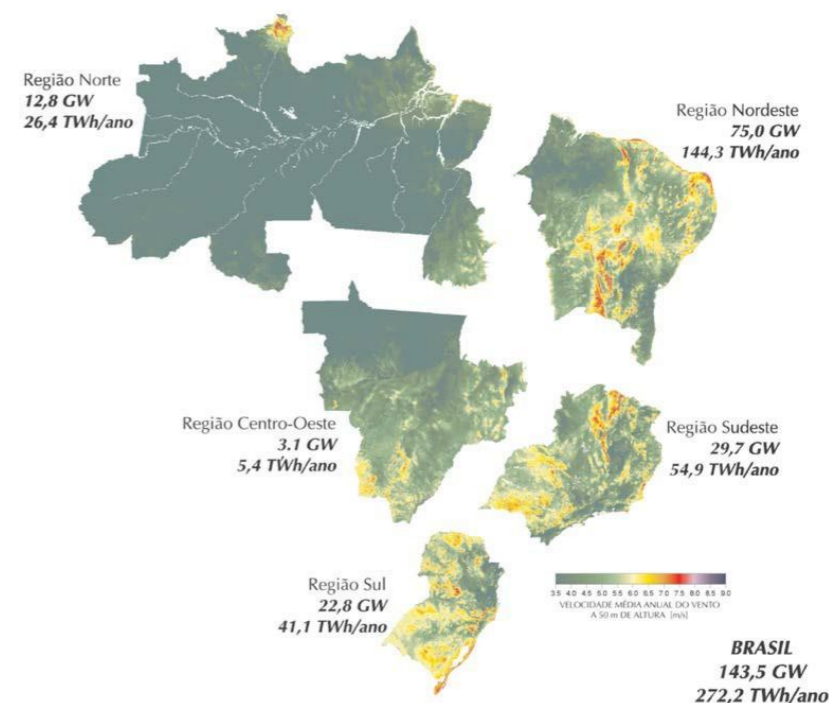 Região Norte
12,8 GW
26,4 TWh/ano
Região Nordeste
75,0 GW
144,3 TWh/ano
Região Centro-Oeste
3.1 GW
5,4 TWh/ano
Região Sudeste
29,7 GW
54,9 TWh/ano
Região Sul
22,8 GW
41,1 TWh/ano
3.5 4.0 4.5 5.0 5.5 6.0 6.5 7.0 7.5 8.0 8.5 9.0
VELOCIDADE MÉDIA ANUAL DO VENTO
A 50 m DE ALTURA [m/s]
BRASIL
143,5 GW
272,2 TWh/ano